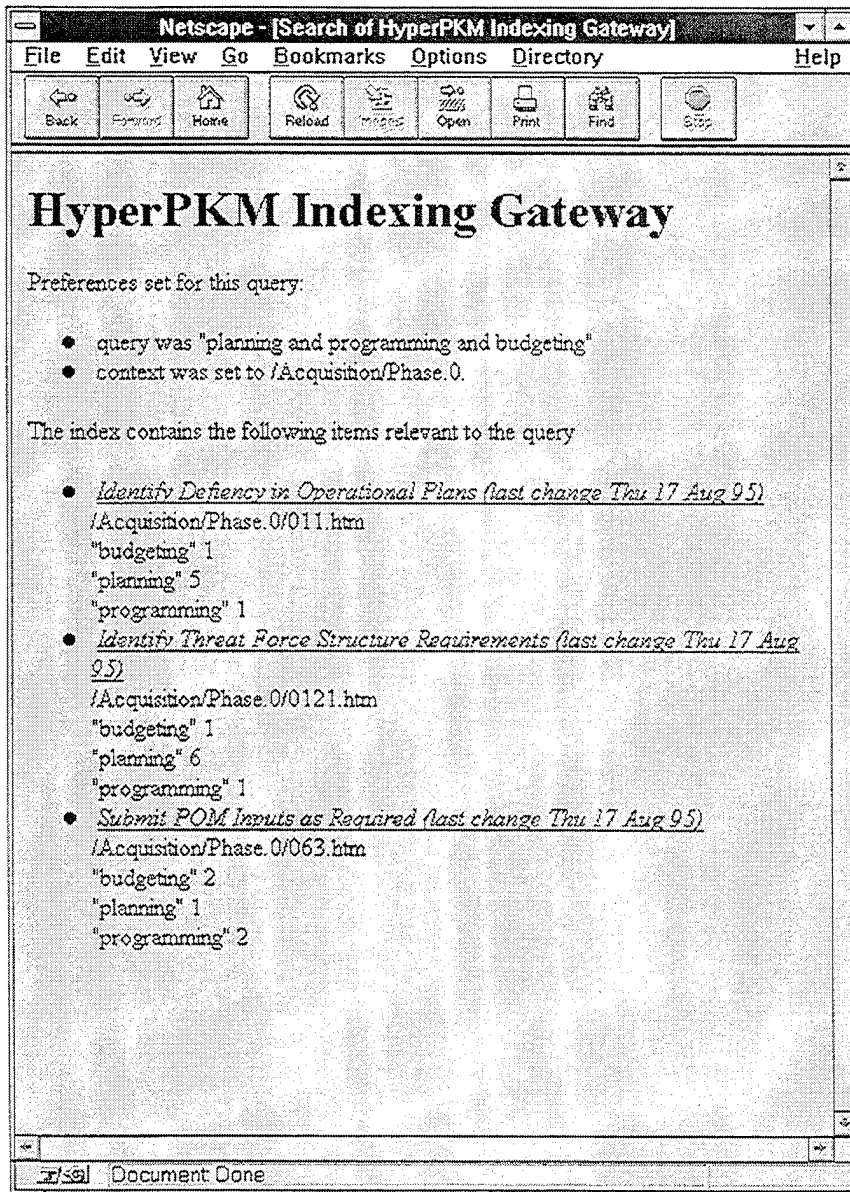 Netscape - [Search of HyperPKM Indexing Gateway]
File Edit View Go Bookmarks Options Directory Help
Back Forward Home Reload Images Open Print Find Stop
HyperPKM Indexing Gateway
Preferences set for this query:
● query was "planning and programming and budgeting"
● context was set to /Acquisition/Phase.0.
The index contains the following items relevant to the query
● Identify Defiency in Operational Plans (last change Thu 17 Aug 95)
/Acquisition/Phase.0/011.htm
"budgeting" 1
"planning" 5
"programming" 1
● Identify Threat Force Structure Requirements (last change Thu 17 Aug
95)
/Acquisition/Phase.0/0121.htm
"budgeting" 1
"planning" 6
"programming" 1
● Submit POM Inputs as Required (last change Thu 17 Aug 95)
/Acquisition/Phase.0/063.htm
"budgeting" 2
"planning" 1
"programming" 2
Document: Done